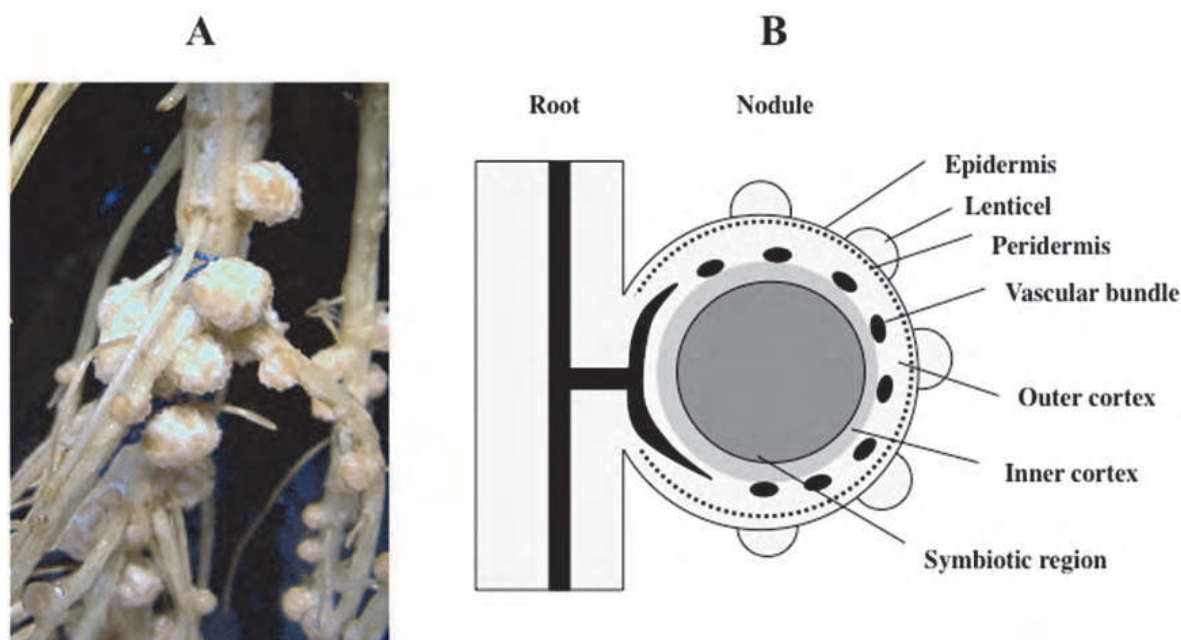 A
B
Root
Nodule
Epidermis
Lenticel
Peridermis
Vascular bundle
Outer cortex
Inner cortex
Symbiotic region